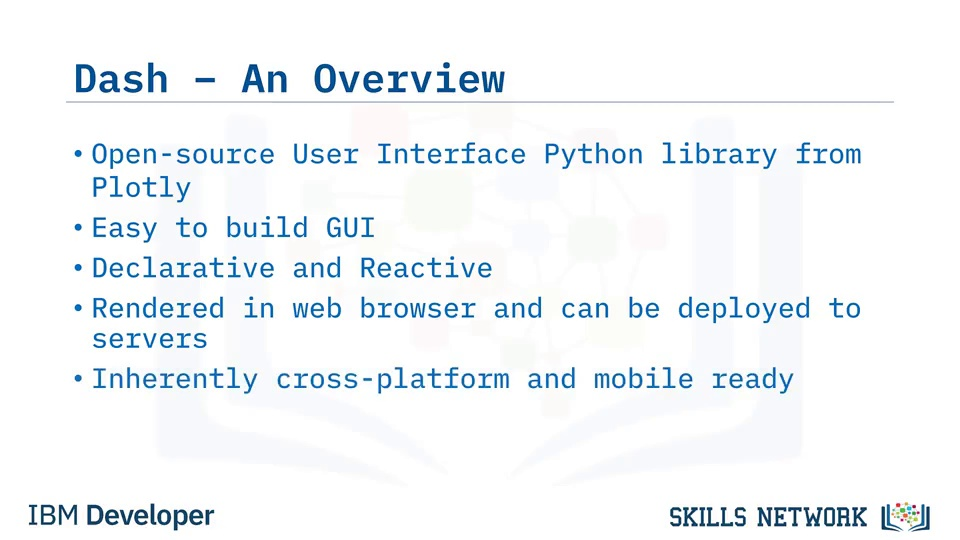 Dash – An Overview
• Open-source User Interface Python library from
Plotly
• Easy to build GUI
• Declarative and Reactive
• Rendered in web browser and can be deployed to
servers
• Inherently cross-platform and mobile ready
IBM Developer
SKILLS NETWORK